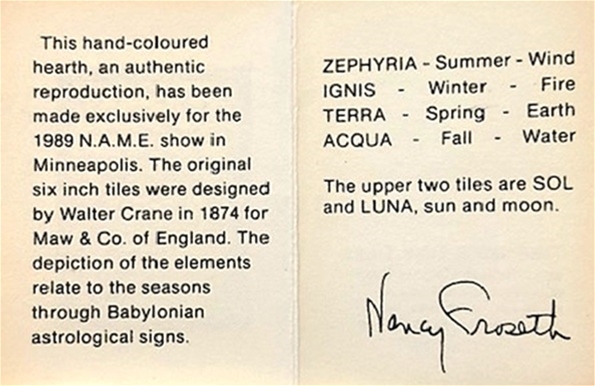 This hand-coloured
hearth, an authentic
reproduction, has been
made exclusively for the
1989 N.A.M.E. show in
Minneapolis. The original
six inch tiles were designed
by Walter Crane in 1874 for
Maw & Co. of England. The
depiction of the elements
relate to the seasons
through Babylonian
astrological signs.
ZEPHYRIA - Summer - Wind
IGNIS - Winter - Fire
TERRA - Spring - Earth
ACQUA - Fall - Water
The upper two tiles are SOL
and LUNA, sun and moon.
Nancy Froseth